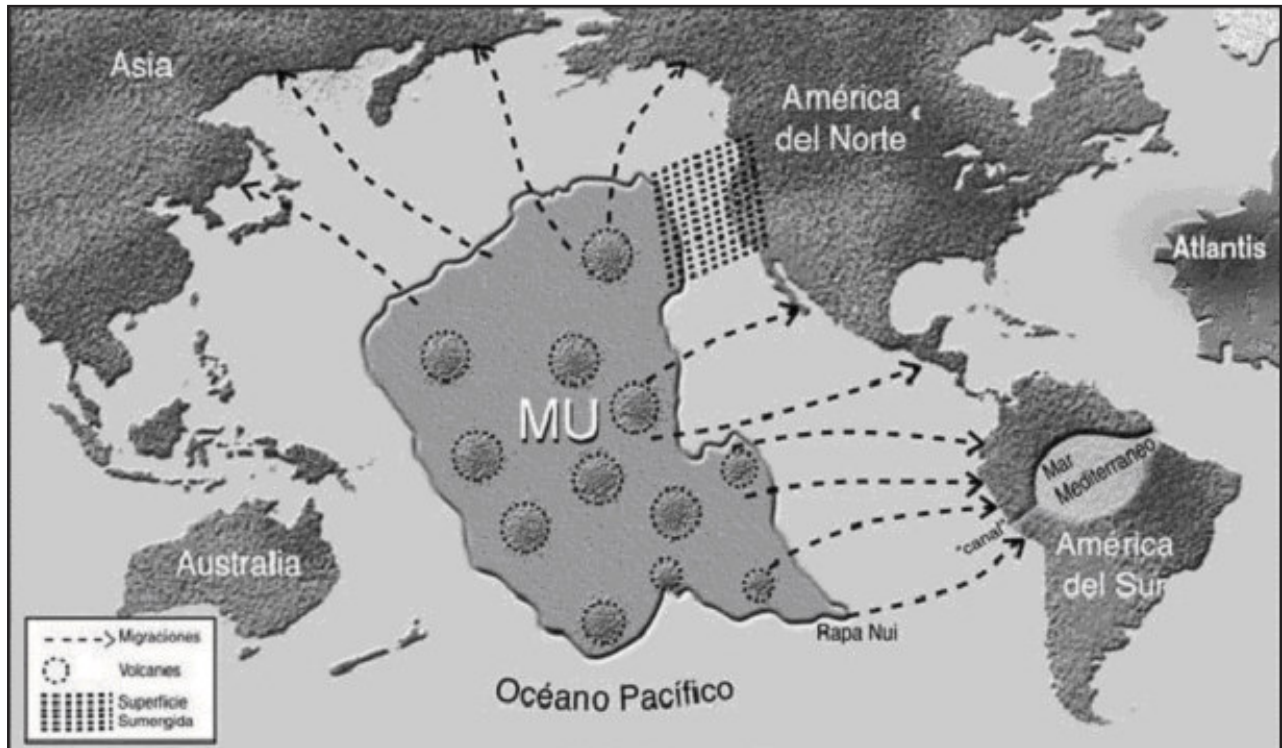 Asia
América
del Norte
Atlantis
MU
Mar
Mediterraneo
"canal"
América
del Sur
Australia
Rapa Nui
Océano Pacífico
Migraciones
Volcanes
Superficie
Sumergida